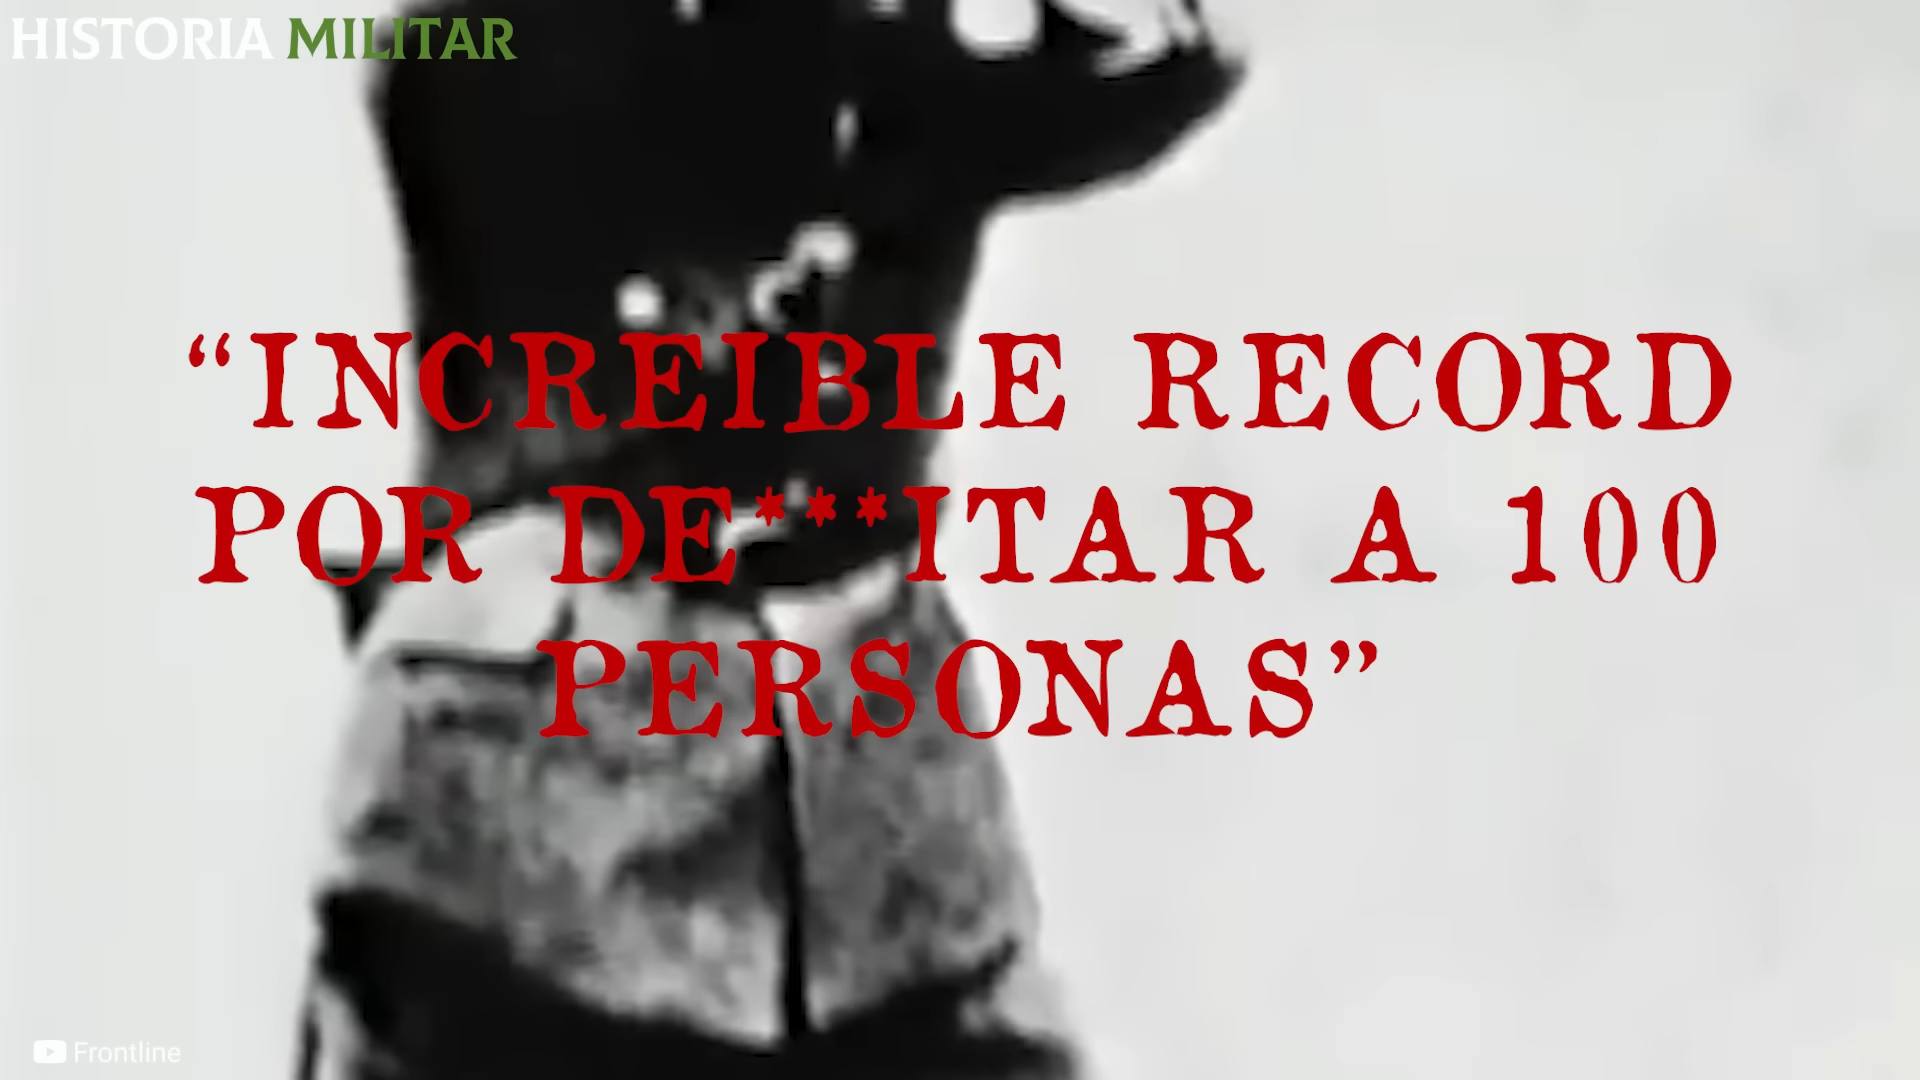 HISTORIA MILITAR
“INCREIBLE RECORD
POR DE***ITAR A 100
PERSONAS”
Frontline